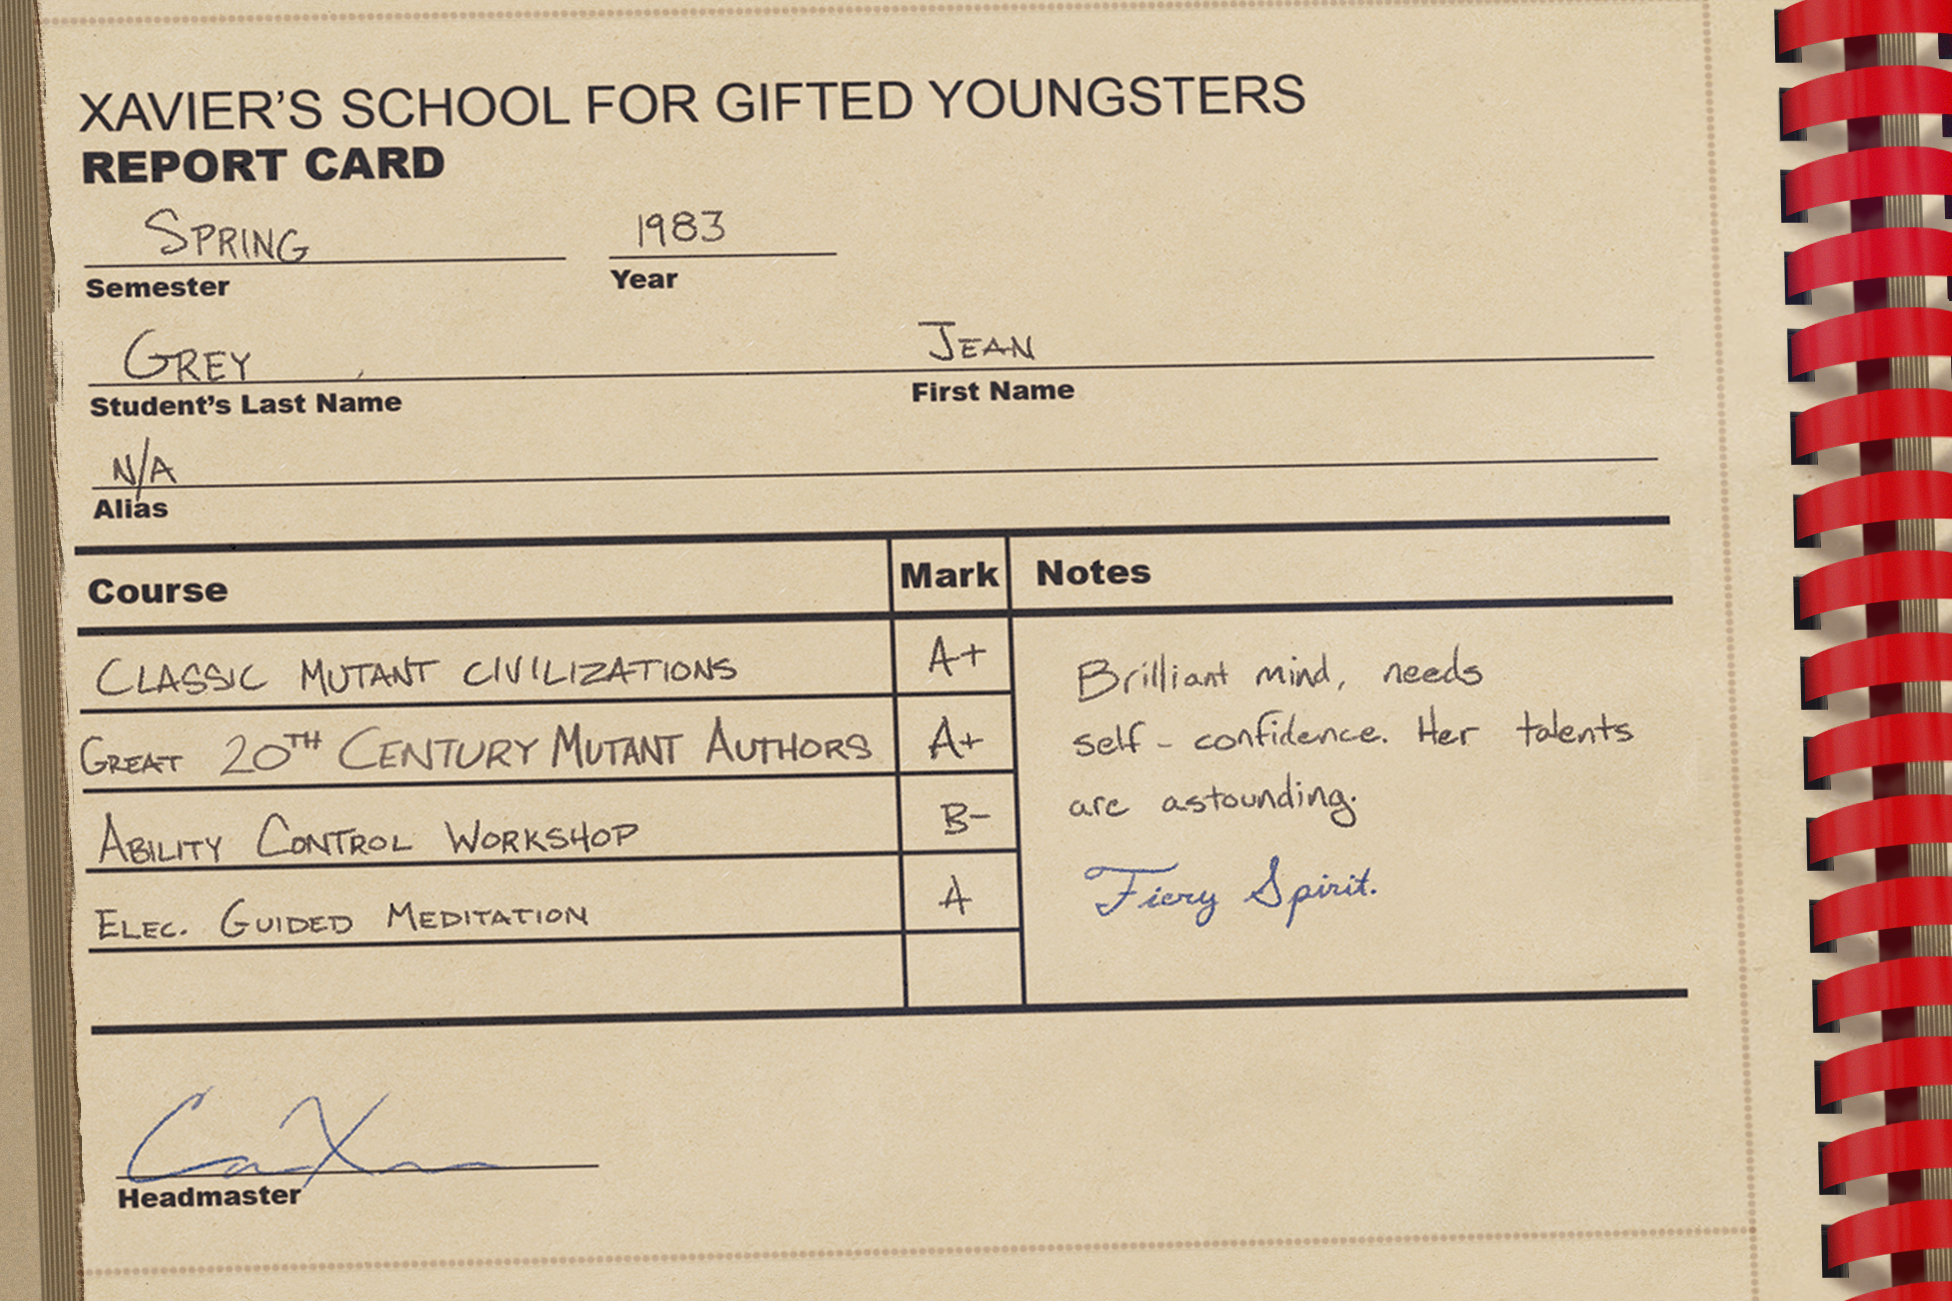 XAVIER'S SCHOOL FOR GIFTED YOUNGSTERS
REPORT CARD
SPRING 1983
Semester Year
GREY , JEAN
Student's Last Name First Name
N/A
Alias
Course Mark Notes
CLASSIC MUTANT CIVILIZATIONS A+
GREAT 20TH CENTURY MUTANT AUTHORS A+
ABILITY CONTROL WORKSHOP B-
ELEC. GUIDED MEDITATION A
Brilliant mind, needs
self-confidence. Her talents
are astounding.
Fiery Spirit.
Headmaster